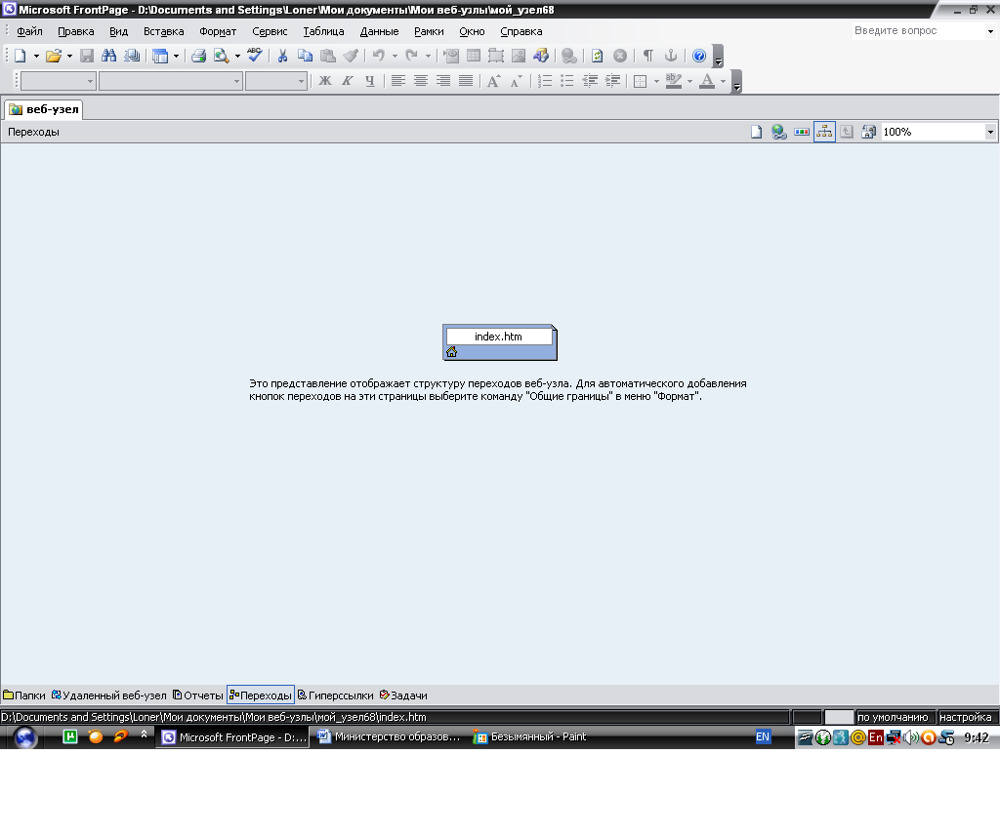 Microsoft FrontPage - D:\Documents and Settings\Loner\Мои документы\Мои веб-узлы\мой_узел68
Файл Правка Вид Вставка Формат Сервис Таблица Данные Рамки Окно Справка Введите вопрос
ABC
Ж К Ч A A ab A
веб-узел
Переходы 100%
index.htm
Это представление отображает структуру переходов веб-узла. Для автоматического добавления
кнопок переходов на эти страницы выберите команду "Общие границы" в меню "Формат".
Папки Удаленный веб-узел Отчеты Переходы Гиперссылки Задачи
D:\Documents and Settings\Loner\Мои документы\Мои веб-узлы\мой_узел68\index.htm по умолчанию настройка
Microsoft FrontPage - D:... Министерство образов... Безымянный - Paint EN En 9:42